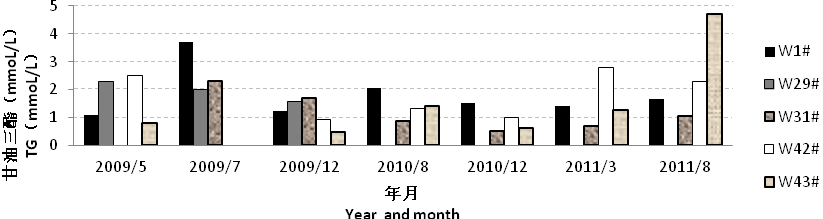 甘油三酯（mmoL/L）
TG（mmoL/L）
5
4
3
2
1
0
2009/5 2009/7 2009/12 2010/8 2010/12 2011/3 2011/8
年月
Year and month
W1#
W29#
W31#
W42#
W43#